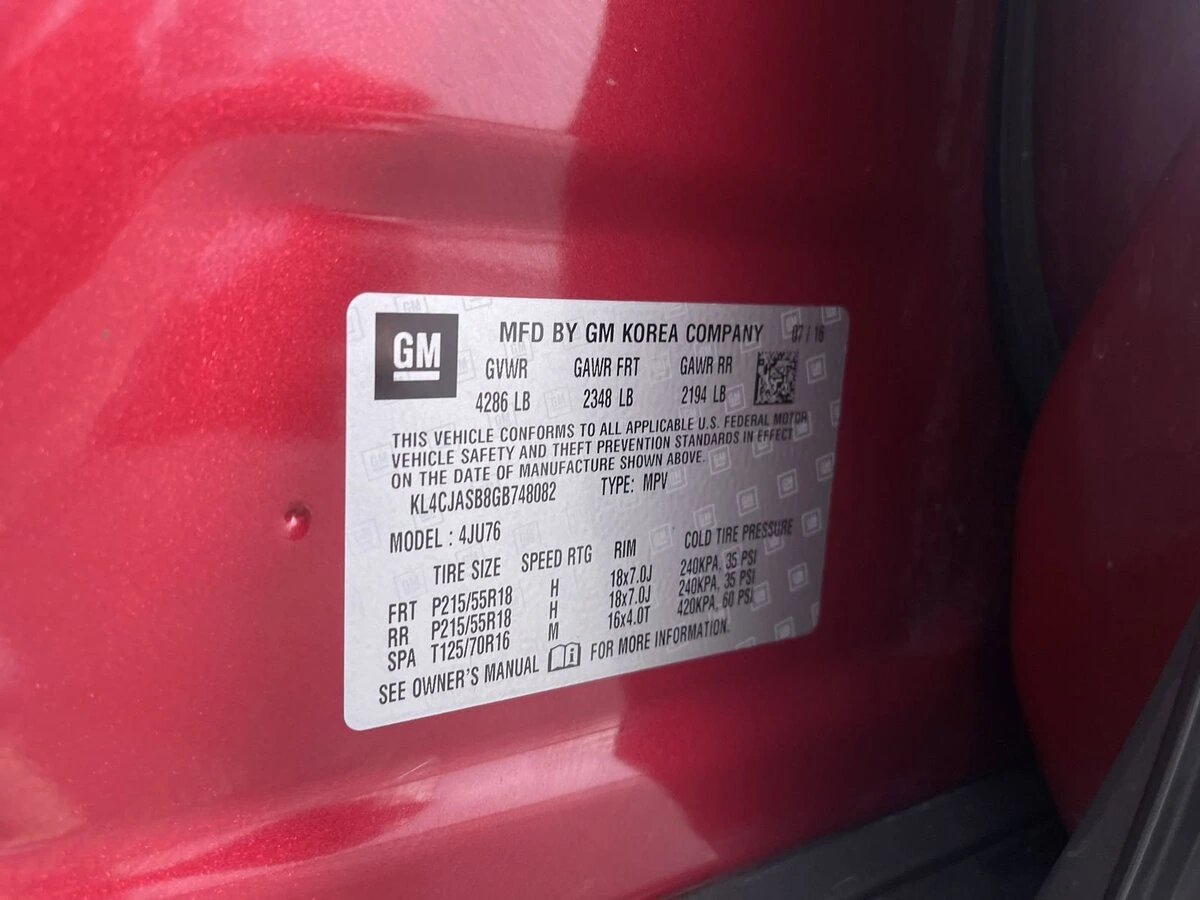 GM MFD BY GM KOREA COMPANY 07 / 16
GVWR GAWR FRT GAWR RR
4286 LB 2348 LB 2194 LB
THIS VEHICLE CONFORMS TO ALL APPLICABLE U.S. FEDERAL MOTOR
VEHICLE SAFETY AND THEFT PREVENTION STANDARDS IN EFFECT
ON THE DATE OF MANUFACTURE SHOWN ABOVE.
KL4CJASB8GB748082 TYPE: MPV
MODEL : 4JU76
TIRE SIZE SPEED RTG RIM COLD TIRE PRESSURE
FRT P215/55R18 H 18x7.0J 240KPA, 35 PSI
RR P215/55R18 H 18x7.0J 240KPA, 35 PSI
SPA T125/70R16 M 16x4.0T 420KPA, 60 PSI
SEE OWNER'S MANUAL FOR MORE INFORMATION.